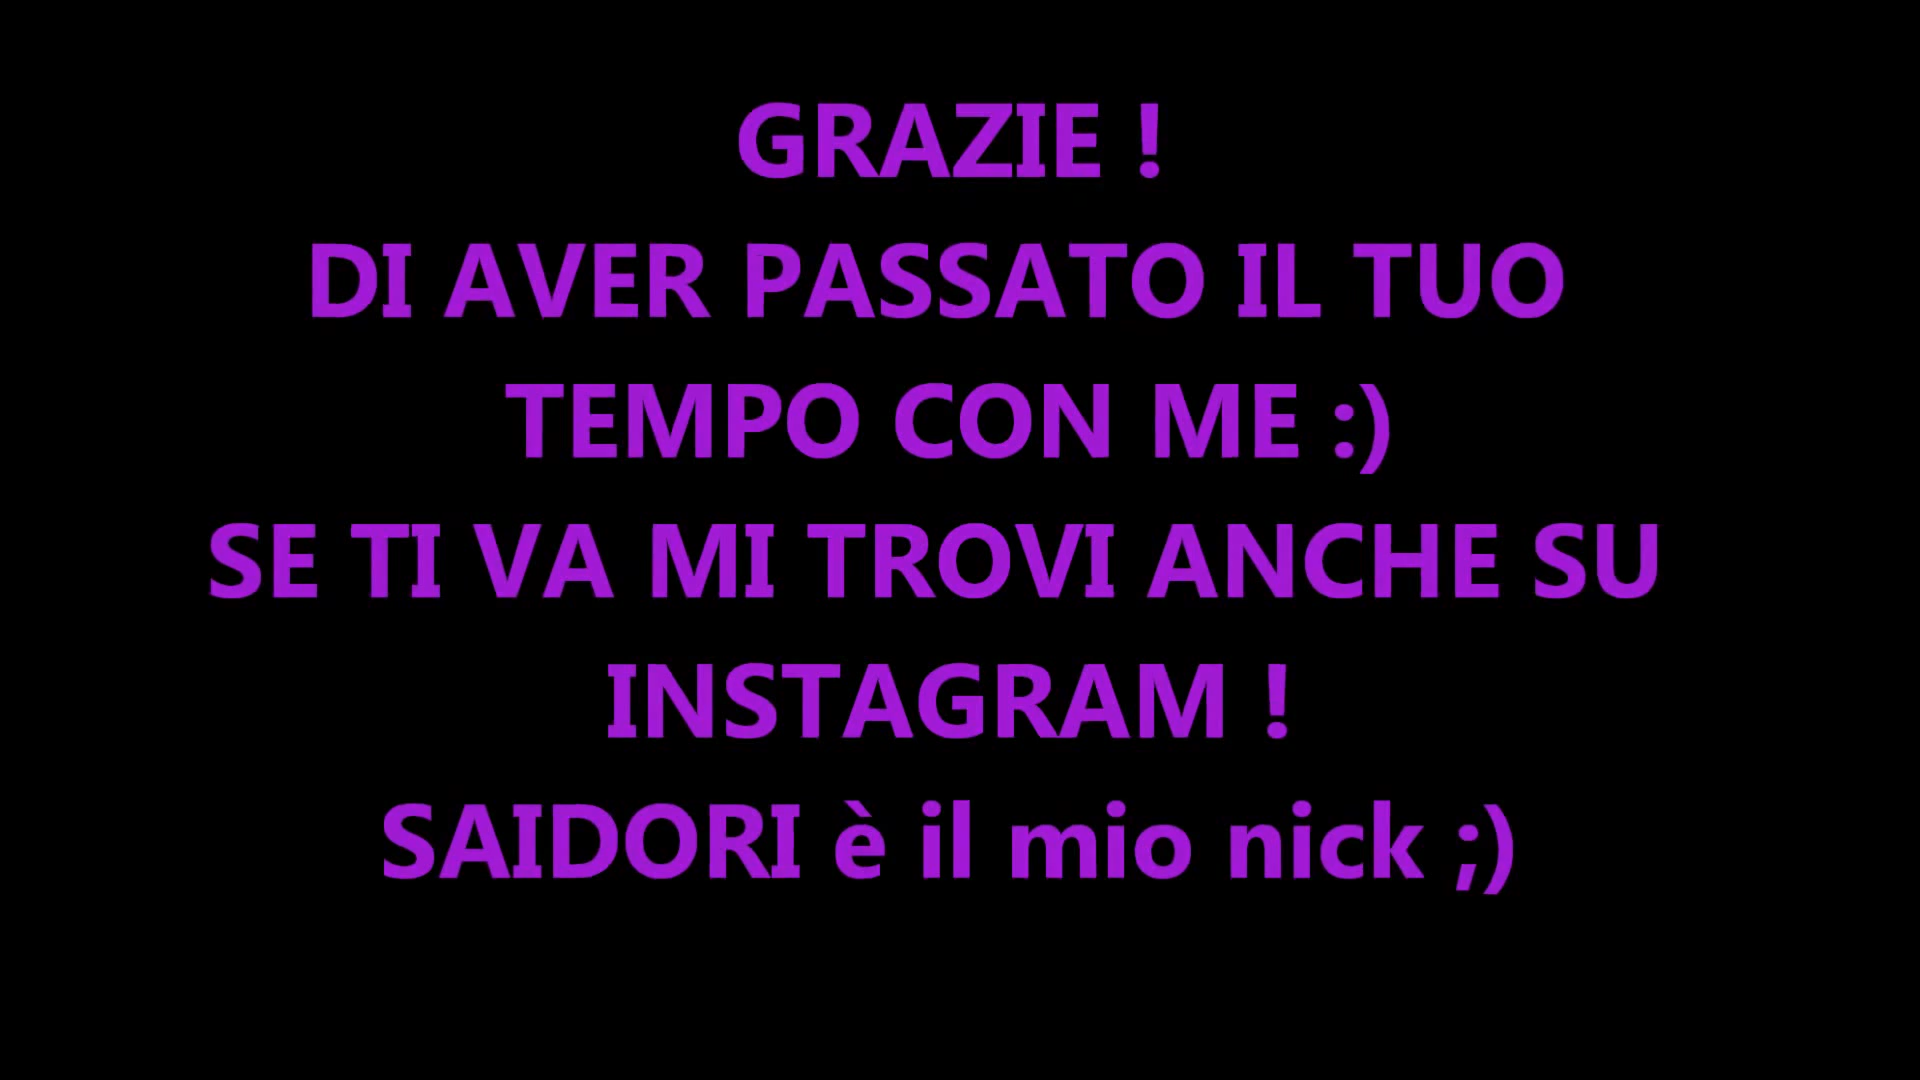 GRAZIE !
DI AVER PASSATO IL TUO
TEMPO CON ME :)
SE TI VA MI TROVI ANCHE SU
INSTAGRAM !
SAIDORI è il mio nick ;)